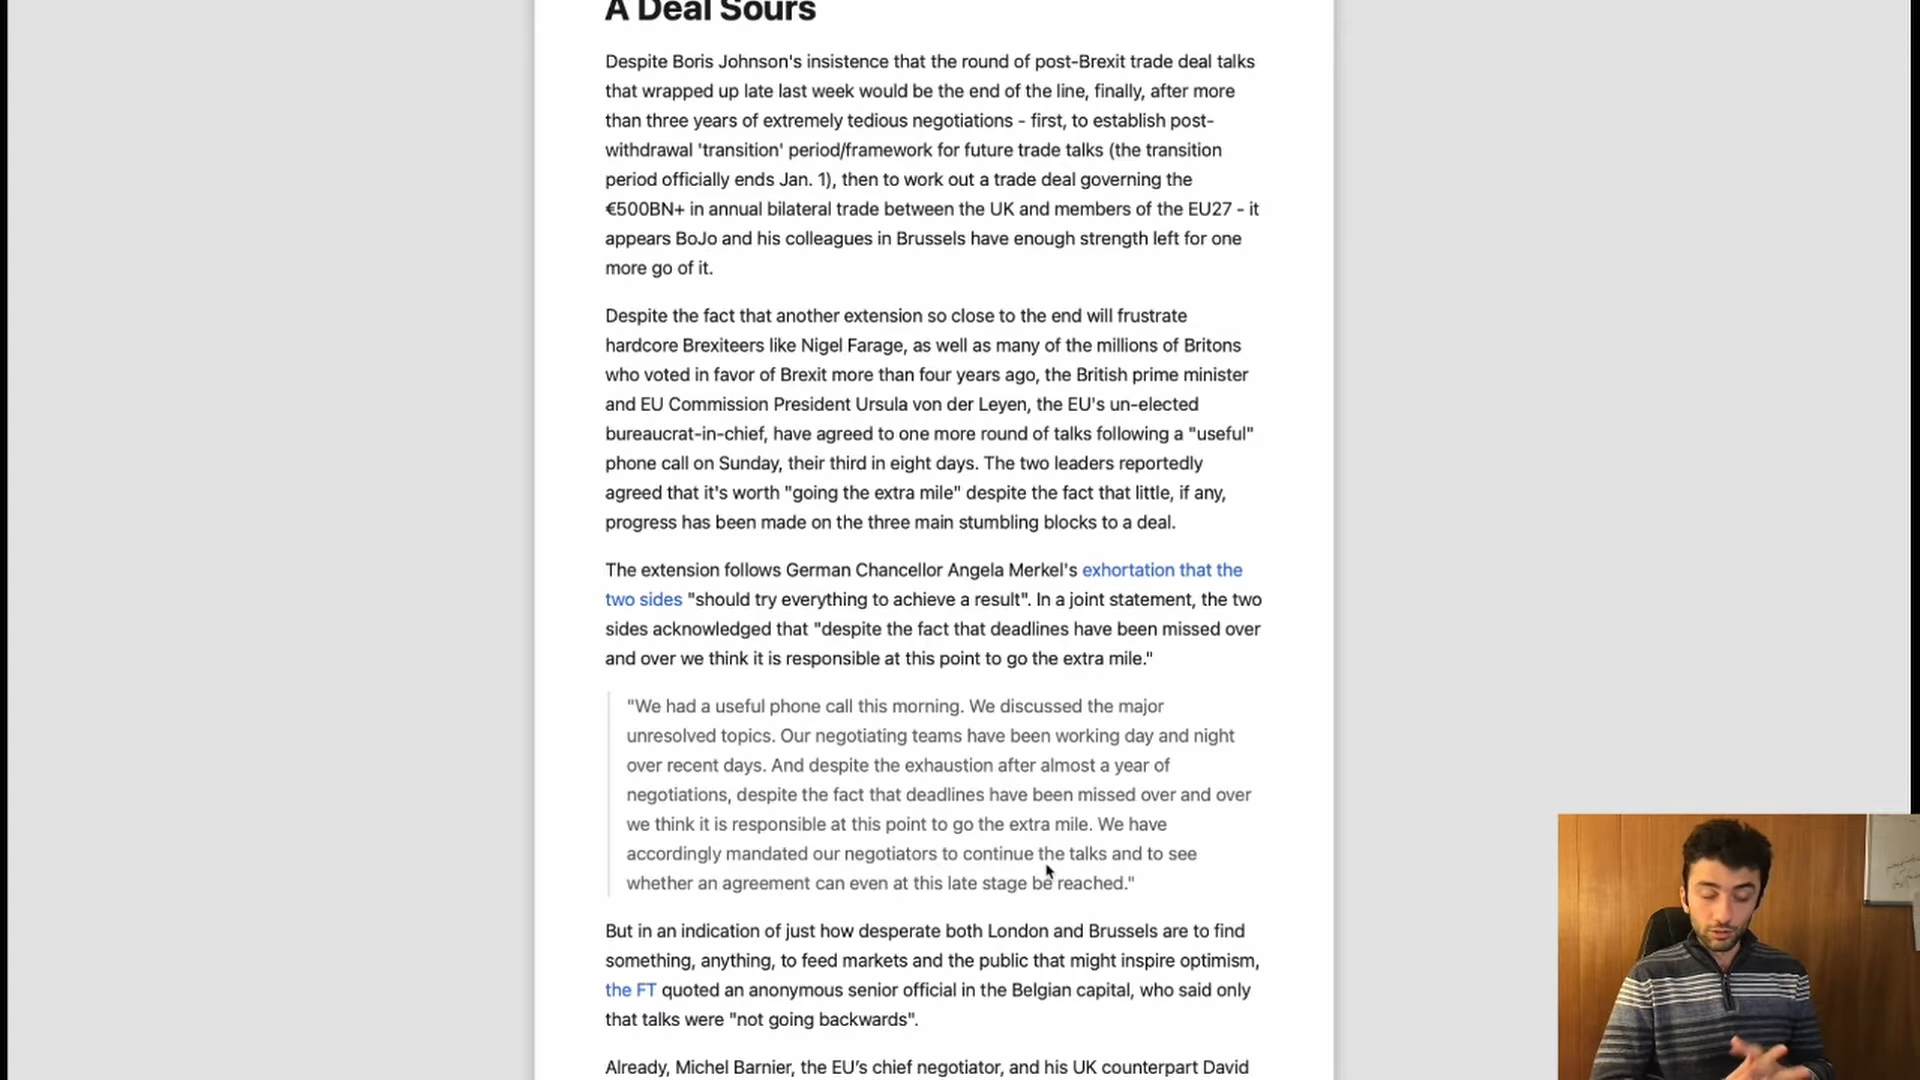 A Deal Sours
Despite Boris Johnson's insistence that the round of post-Brexit trade deal talks
that wrapped up late last week would be the end of the line, finally, after more
than three years of extremely tedious negotiations - first, to establish post-
withdrawal 'transition' period/framework for future trade talks (the transition
period officially ends Jan. 1), then to work out a trade deal governing the
€500BN+ in annual bilateral trade between the UK and members of the EU27 - it
appears BoJo and his colleagues in Brussels have enough strength left for one
more go of it.
Despite the fact that another extension so close to the end will frustrate
hardcore Brexiteers like Nigel Farage, as well as many of the millions of Britons
who voted in favor of Brexit more than four years ago, the British prime minister
and EU Commission President Ursula von der Leyen, the EU's un-elected
bureaucrat-in-chief, have agreed to one more round of talks following a "useful"
phone call on Sunday, their third in eight days. The two leaders reportedly
agreed that it's worth "going the extra mile" despite the fact that little, if any,
progress has been made on the three main stumbling blocks to a deal.
The extension follows German Chancellor Angela Merkel's exhortation that the
two sides "should try everything to achieve a result". In a joint statement, the two
sides acknowledged that "despite the fact that deadlines have been missed over
and over we think it is responsible at this point to go the extra mile."
"We had a useful phone call this morning. We discussed the major
unresolved topics. Our negotiating teams have been working day and night
over recent days. And despite the exhaustion after almost a year of
negotiations, despite the fact that deadlines have been missed over and over
we think it is responsible at this point to go the extra mile. We have
accordingly mandated our negotiators to continue the talks and to see
whether an agreement can even at this late stage be reached."
But in an indication of just how desperate both London and Brussels are to find
something, anything, to feed markets and the public that might inspire optimism,
the FT quoted an anonymous senior official in the Belgian capital, who said only
that talks were "not going backwards".
Already, Michel Barnier, the EU’s chief negotiator, and his UK counterpart David